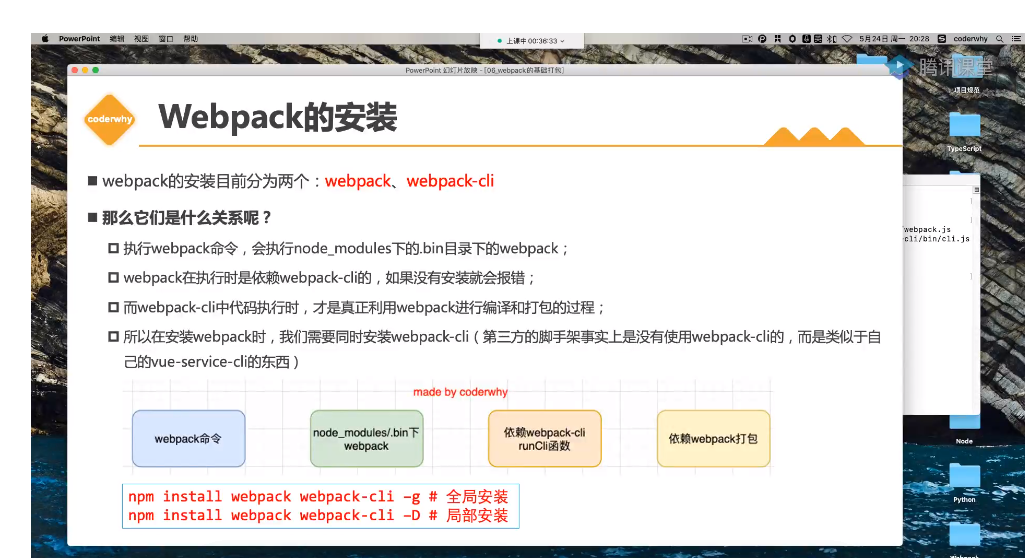 PowerPoint 编辑 视图 窗口 帮助
上课中 00:36:33
5月24日 周一 20:28 coderwhy
PowerPoint 幻灯片放映 - [06_webpack的基础打包]
腾讯课堂
项目规范
coderwhy
Webpack的安装
TypeScript
webpack的安装目前分为两个：webpack、webpack-cli
那么它们是什么关系呢？
/webpack.js
cli/bin/cli.js
执行webpack命令，会执行node_modules下的.bin目录下的webpack；
webpack在执行时是依赖webpack-cli的，如果没有安装就会报错；
而webpack-cli中代码执行时，才是真正利用webpack进行编译和打包的过程；
所以在安装webpack时，我们需要同时安装webpack-cli（第三方的脚手架事实上是没有使用webpack-cli的，而是类似于自
己的vue-service-cli的东西）
made by coderwhy
webpack命令
node_modules/.bin下
webpack
依赖webpack-cli
runCli函数
依赖webpack打包
Node
npm install webpack webpack-cli –g # 全局安装
npm install webpack webpack-cli –D # 局部安装
Python
Webpack